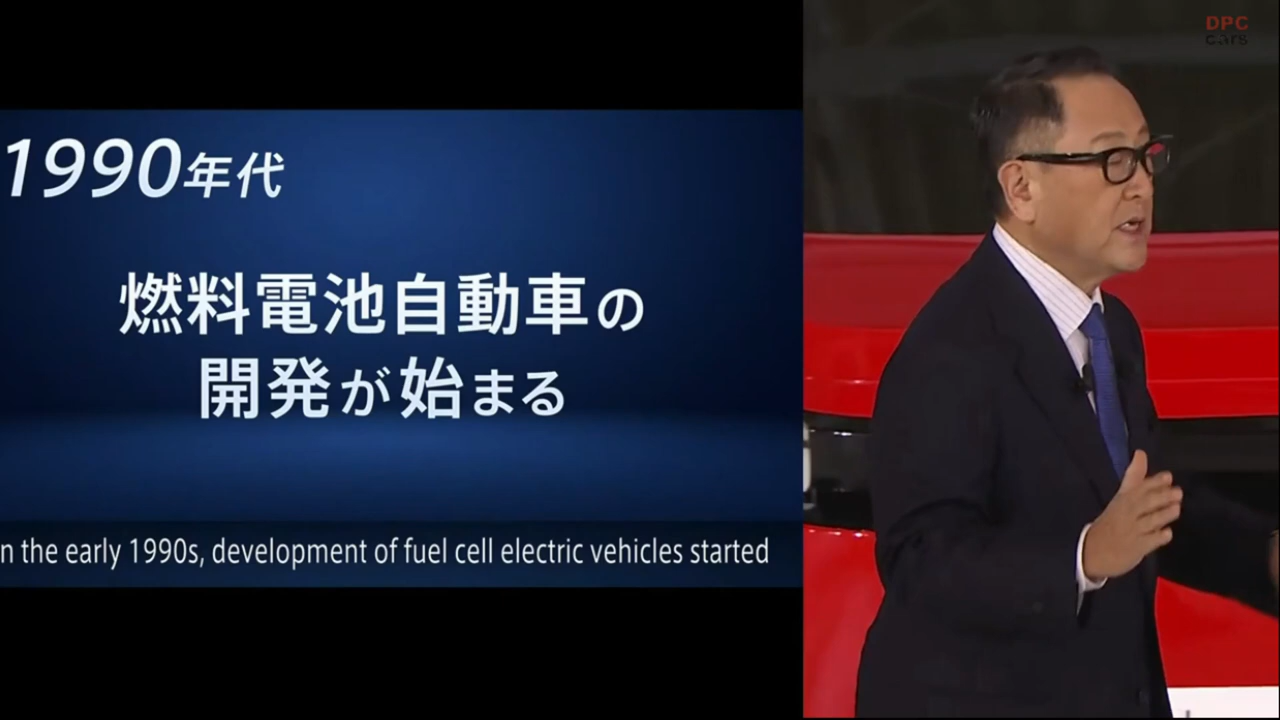 1990年代
燃料電池自動車の
開発が始まる
n the early 1990s, development of fuel cell electric vehicles started
DPC
cars